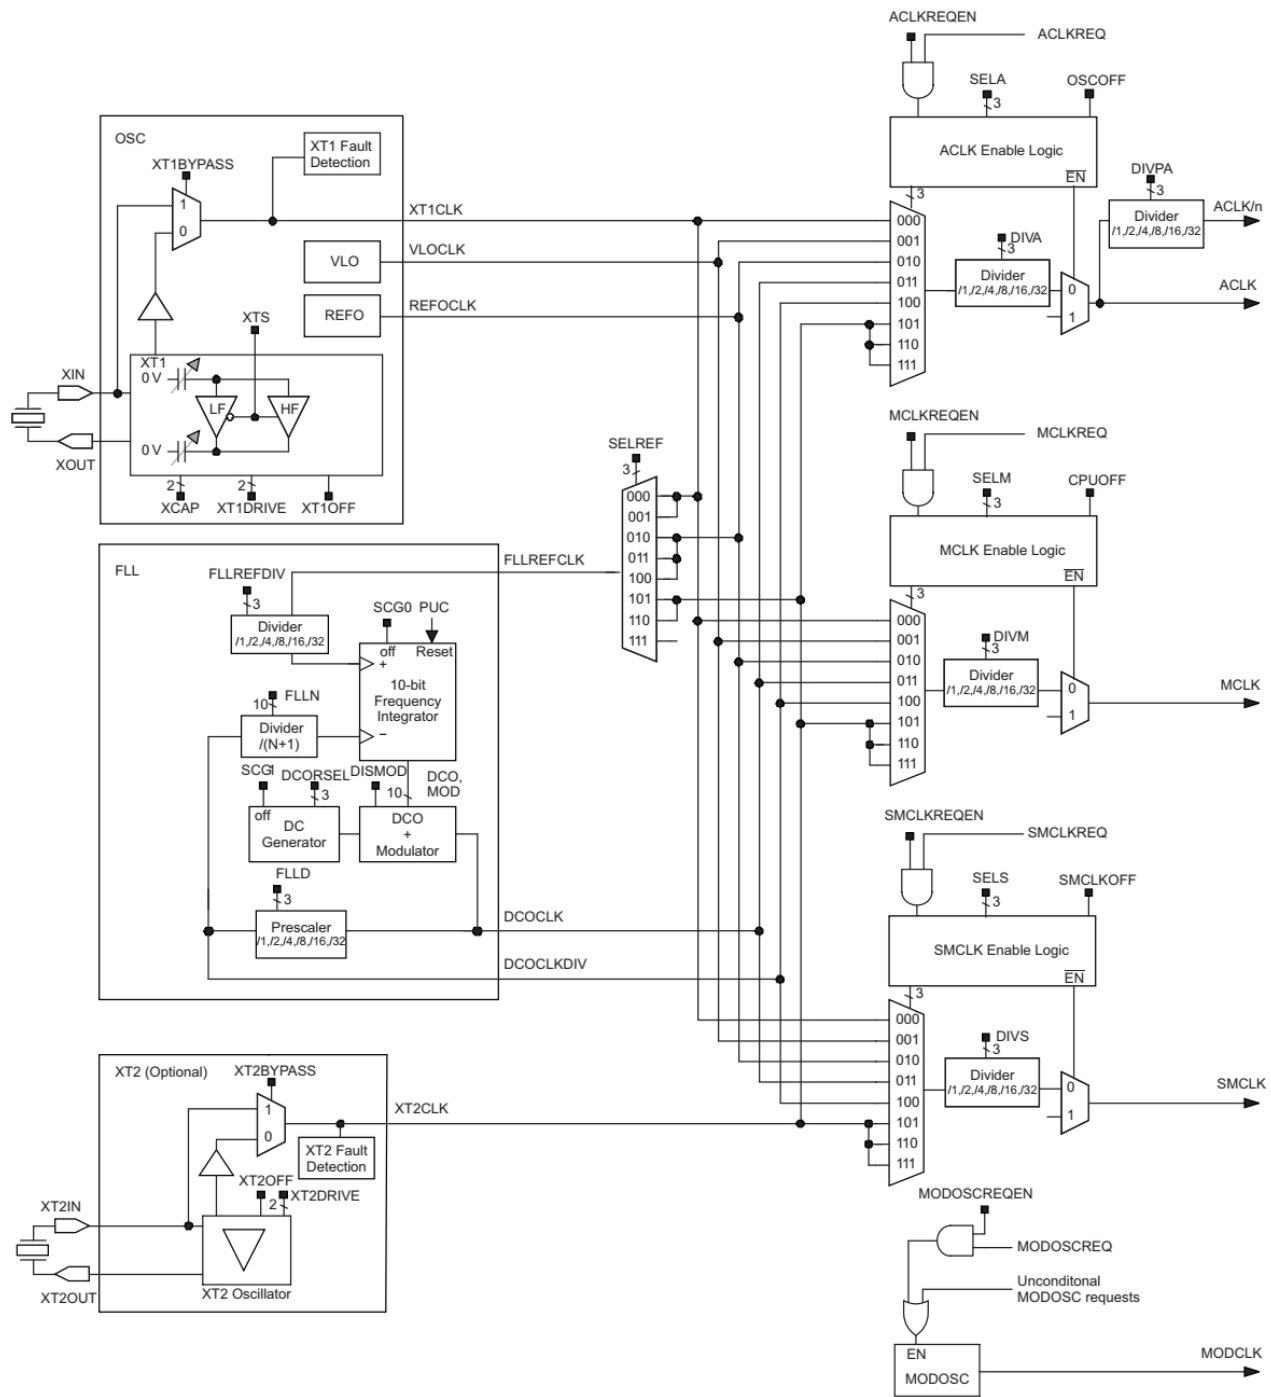 ACLKREQEN
ACLKREQ
SELA
3
OSCOFF
ACLK Enable Logic
EN
3
DIVPA
3
Divider
/1,/2,/4,/8,/16,/32
ACLK/n
000
001
010
011
100
101
110
111
DIVA
3
Divider
/1,/2,/4,/8,/16,/32
0
1
ACLK
OSC
XT1BYPASS
1
0
XT1 Fault
Detection
XT1CLK
VLO
VLOCLK
REFO
REFOCLK
XTS
XT1
0 V
LF
HF
0 V
XIN
XOUT
2
XCAP
2
XT1DRIVE
XT1OFF
SELREF
3
000
001
010
011
100
101
110
111
MCLKREQEN
MCLKREQ
SELM
3
CPUOFF
MCLK Enable Logic
EN
3
000
001
010
011
100
101
110
111
DIVM
3
Divider
/1,/2,/4,/8,/16,/32
0
1
MCLK
FLL
FLLREFCLK
FLLREFDIV
3
Divider
/1,/2,/4,/8,/16,/32
SCG0
PUC
off
Reset
+
10-bit
Frequency
Integrator
−
FLLN
10
Divider
/(N+1)
SCG1
DCORSEL
3
DISMOD
10
DCO,
MOD
off
DC
Generator
DCO
+
Modulator
FLLD
3
Prescaler
/1,/2,/4,/8,/16,/32
DCOCLK
DCOCLKDIV
SMCLKREQEN
SMCLKREQ
SELS
3
SMCLKOFF
SMCLK Enable Logic
EN
3
000
001
010
011
100
101
110
111
DIVS
3
Divider
/1,/2,/4,/8,/16,/32
0
1
SMCLK
XT2 (Optional)
XT2BYPASS
1
0
XT2CLK
XT2 Fault
Detection
XT2OFF
2
XT2DRIVE
XT2IN
XT2OUT
XT2 Oscillator
MODOSCREQEN
MODOSCREQ
Unconditonal
MODOSC requests
EN
MODOSC
MODCLK